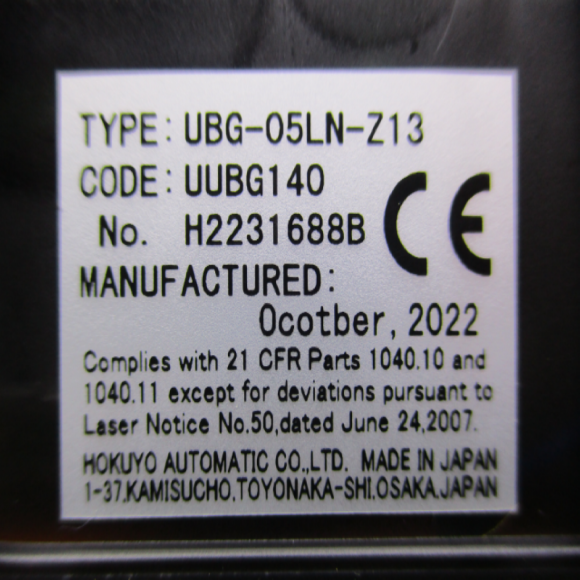 TYPE: UBG-05LN-Z13
CODE: UUBG140
No. H2231688B
CE
MANUFACTURED:
Ocotber, 2022
Complies with 21 CFR Parts 1040.10 and
1040.11 except for deviations pursuant to
Laser Notice No.50,dated June 24,2007.
HOKUYO AUTOMATIC CO.,LTD. MADE IN JAPAN
1-37,KAMISUCHO,TOYONAKA-SHI,OSAKA,JAPAN